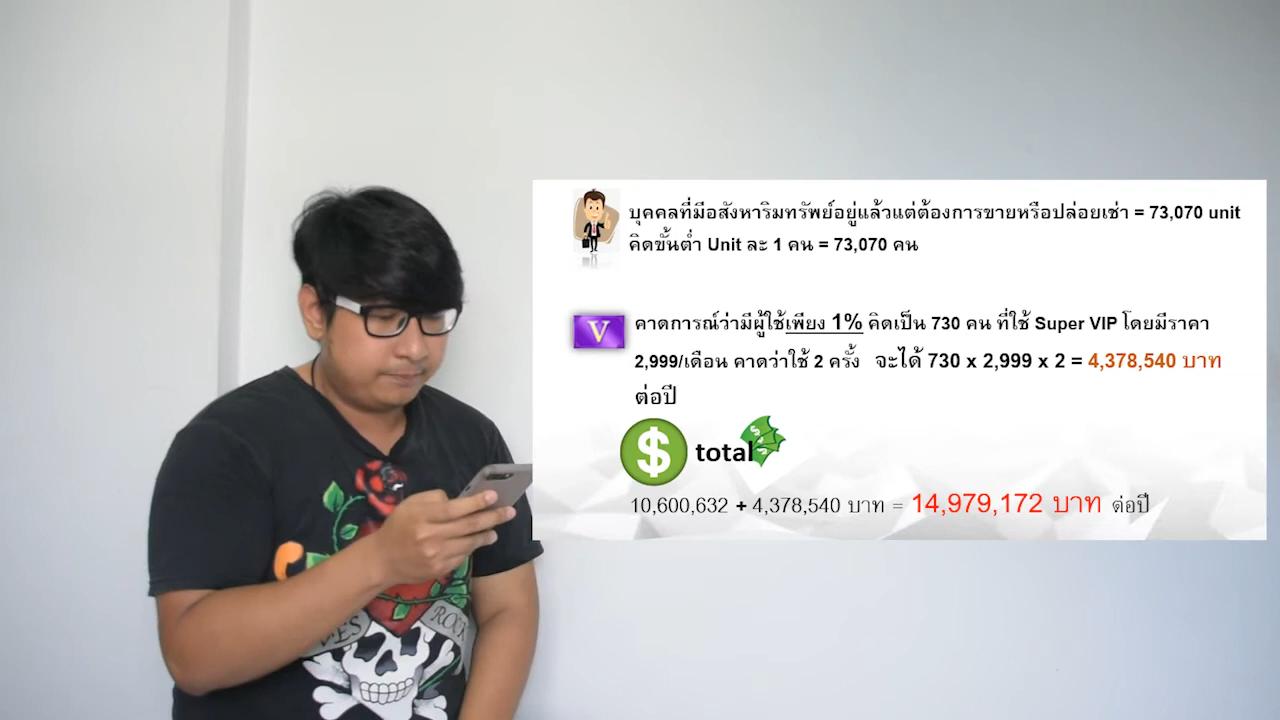 บุคคลที่มีอสังหาริมทรัพย์อยู่แล้วแต่ต้องการขายหรือปล่อยเช่า = 73,070 unit
คิดขั้นต่ำ Unit ละ 1 คน = 73,070 คน
V
คาดการณ์ว่ามีผู้ใช้เพียง 1% คิดเป็น 730 คน ที่ใช้ Super VIP โดยมีราคา
2,999/เดือน คาดว่าใช้ 2 ครั้ง จะได้ 730 x 2,999 x 2 = 4,378,540 บาท
ต่อปี
$ total
10,600,632 + 4,378,540 บาท = 14,979,172 บาท ต่อปี
ROCK